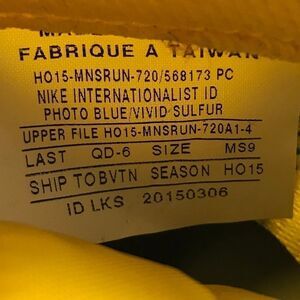 FABRIQUE A TAIWAN
HO15-MNSRUN-720/568173 PC
NIKE INTERNATIONALIST ID
PHOTO BLUE/VIVID SULFUR
UPPER FILE HO15-MNSRUN-720A1-4
LAST QD-6 SIZE MS9
SHIP TOBVTN SEASON HO15
ID LKS 20150306